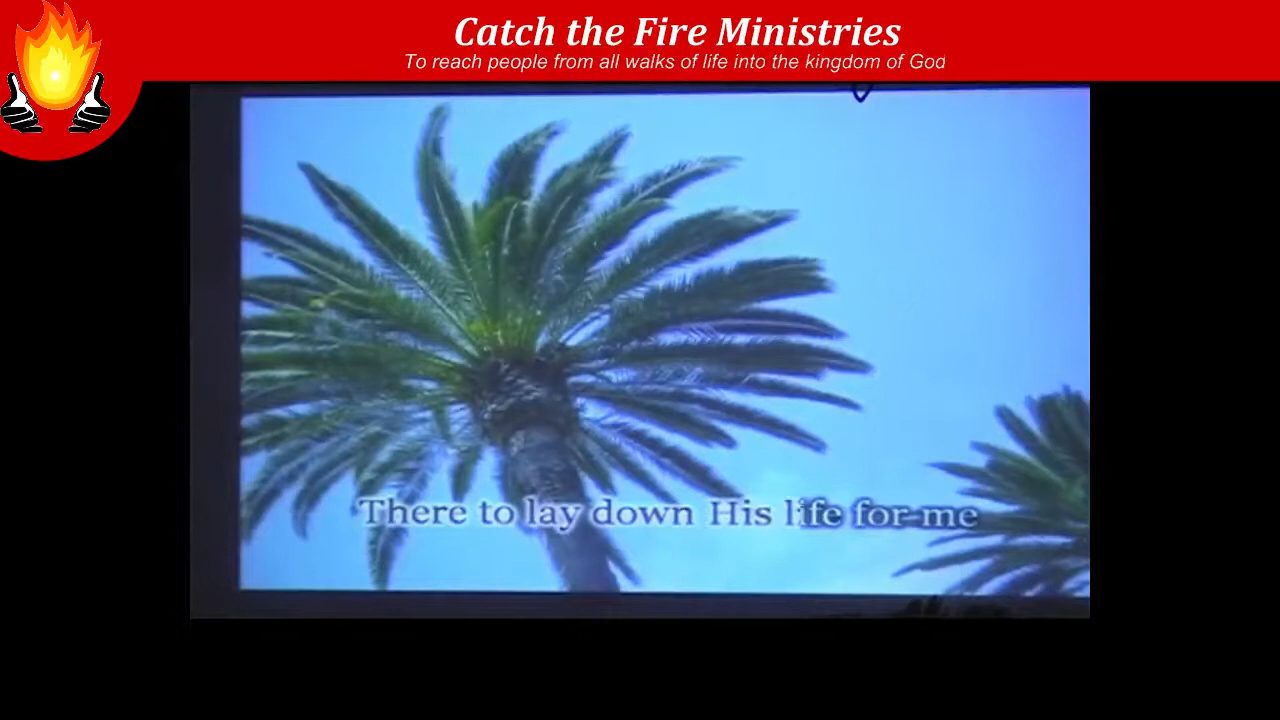 Catch the Fire Ministries
To reach people from all walks of life into the kingdom of God
There to lay down His life for me